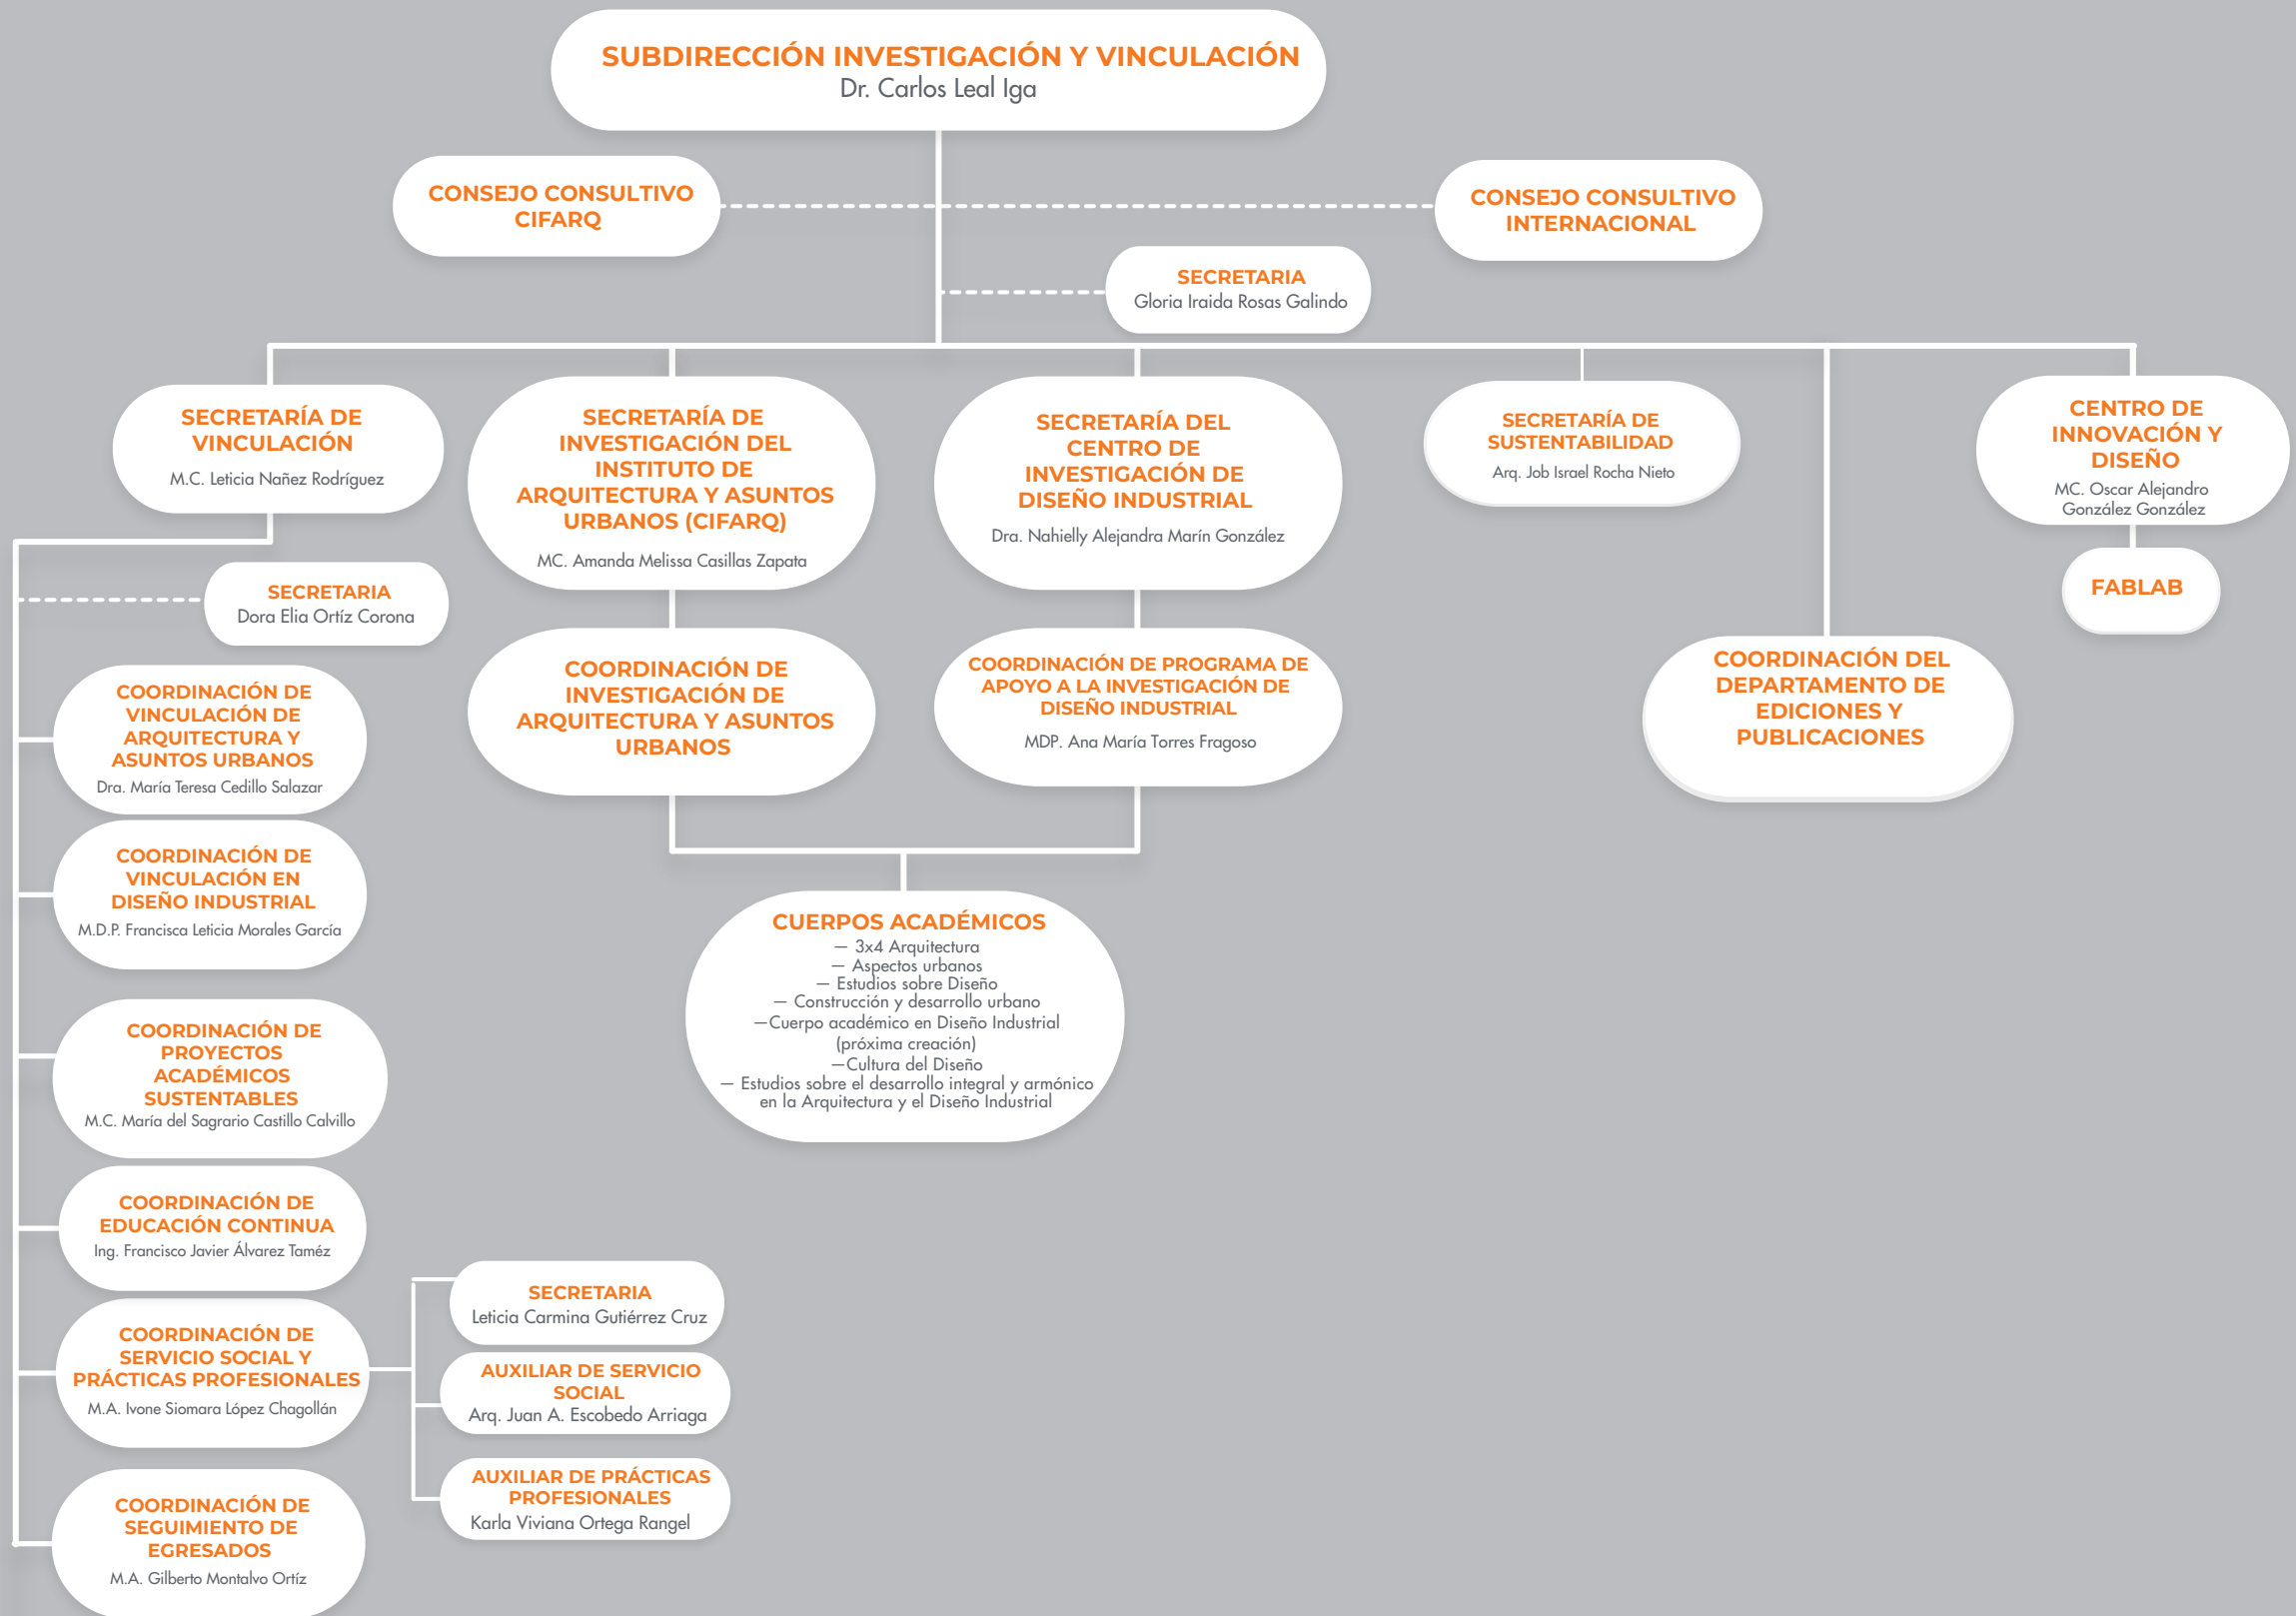 SUBDIRECCIÓN INVESTIGACIÓN Y VINCULACIÓN
Dr. Carlos Leal Iga
CONSEJO CONSULTIVO
CIFARQ
CONSEJO CONSULTIVO
INTERNACIONAL
SECRETARIA
Gloria Iraida Rosas Galindo
SECRETARÍA DE
VINCULACIÓN
M.C. Leticia Nañez Rodríguez
SECRETARÍA DE
INVESTIGACIÓN DEL
INSTITUTO DE
ARQUITECTURA Y ASUNTOS
URBANOS (CIFARQ)
MC. Amanda Melissa Casillas Zapata
SECRETARÍA DEL
CENTRO DE
INVESTIGACIÓN DE
DISEÑO INDUSTRIAL
Dra. Nahielly Alejandra Marín González
SECRETARÍA DE
SUSTENTABILIDAD
Arq. Job Israel Rocha Nieto
CENTRO DE
INNOVACIÓN Y
DISEÑO
MC. Oscar Alejandro
González González
FABLAB
SECRETARIA
Dora Elia Ortíz Corona
COORDINACIÓN DE
INVESTIGACIÓN DE
ARQUITECTURA Y ASUNTOS
URBANOS
COORDINACIÓN DE PROGRAMA DE
APOYO A LA INVESTIGACIÓN DE
DISEÑO INDUSTRIAL
MDP. Ana María Torres Fragoso
COORDINACIÓN DEL
DEPARTAMENTO DE
EDICIONES Y
PUBLICACIONES
COORDINACIÓN DE
VINCULACIÓN DE
ARQUITECTURA Y
ASUNTOS URBANOS
Dra. María Teresa Cedillo Salazar
COORDINACIÓN DE
VINCULACIÓN EN
DISEÑO INDUSTRIAL
M.D.P. Francisca Leticia Morales García
CUERPOS ACADÉMICOS
— 3x4 Arquitectura
— Aspectos urbanos
— Estudios sobre Diseño
— Construcción y desarrollo urbano
—Cuerpo académico en Diseño Industrial
(próxima creación)
—Cultura del Diseño
— Estudios sobre el desarrollo integral y armónico
en la Arquitectura y el Diseño Industrial
COORDINACIÓN DE
PROYECTOS
ACADÉMICOS
SUSTENTABLES
M.C. María del Sagrario Castillo Calvillo
COORDINACIÓN DE
EDUCACIÓN CONTINUA
Ing. Francisco Javier Álvarez Taméz
COORDINACIÓN DE
SERVICIO SOCIAL Y
PRÁCTICAS PROFESIONALES
M.A. Ivone Siomara López Chagollán
SECRETARIA
Leticia Carmina Gutiérrez Cruz
AUXILIAR DE SERVICIO
SOCIAL
Arq. Juan A. Escobedo Arriaga
AUXILIAR DE PRÁCTICAS
PROFESIONALES
Karla Viviana Ortega Rangel
COORDINACIÓN DE
SEGUIMIENTO DE
EGRESADOS
M.A. Gilberto Montalvo Ortíz